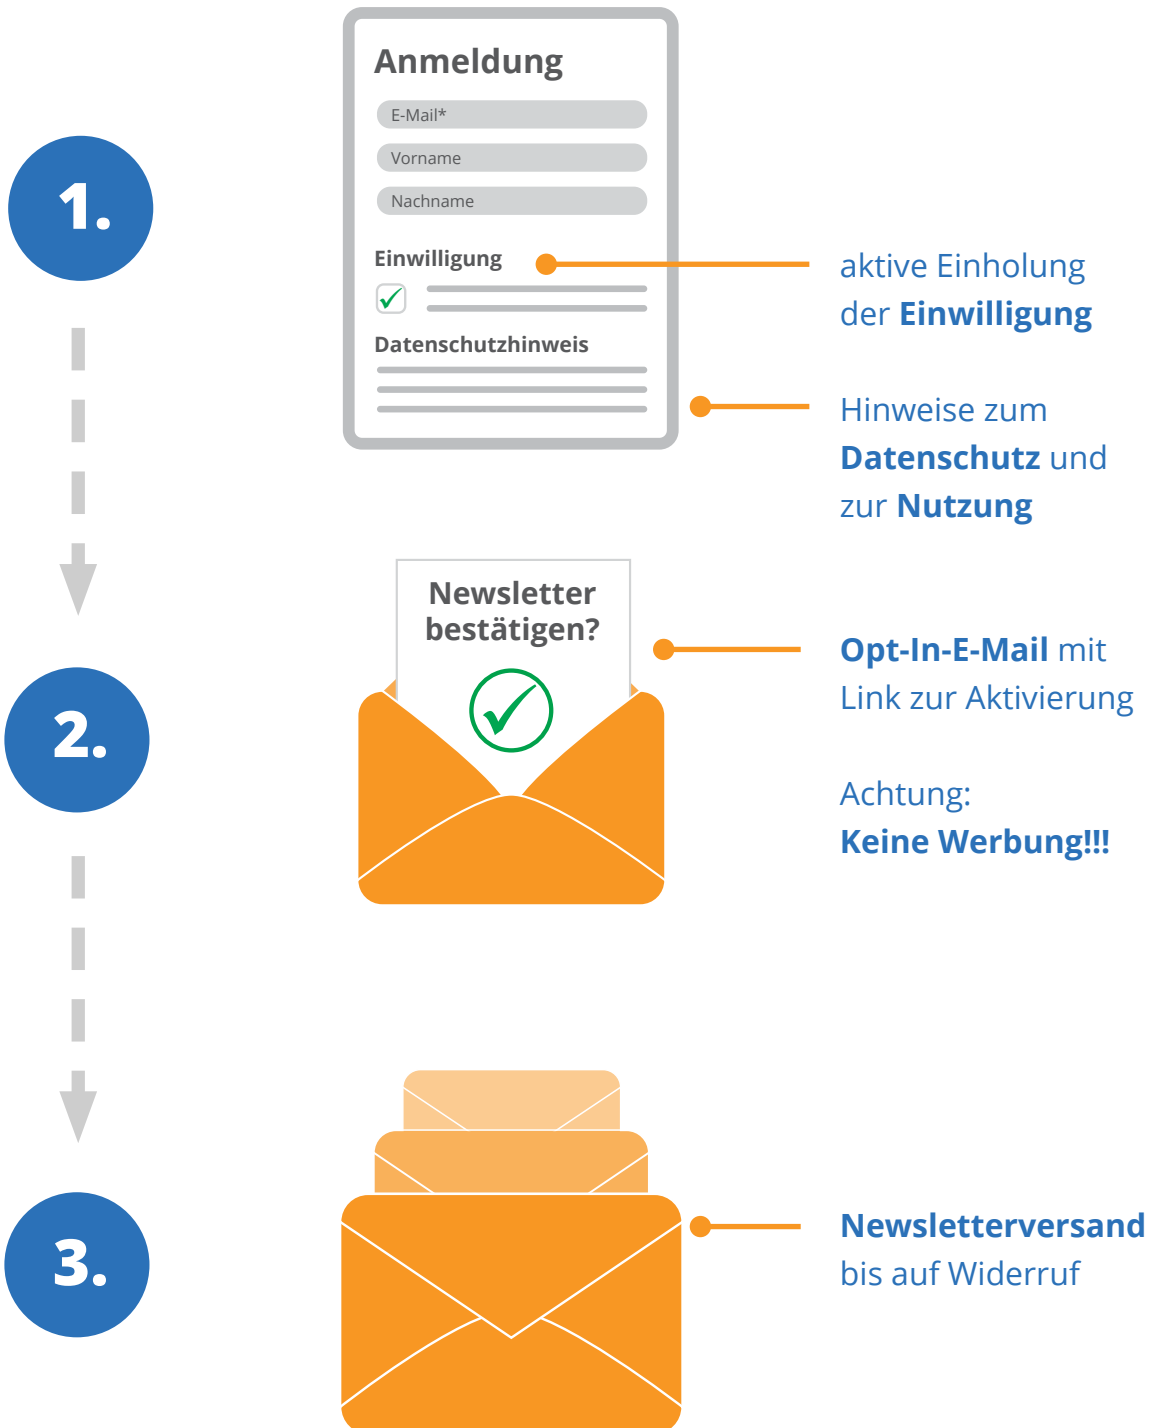 1.
Anmeldung
E-Mail*
Vorname
Nachname
Einwilligung
Datenschutzhinweis
aktive Einholung
der Einwilligung
Hinweise zum
Datenschutz und
zur Nutzung
2.
Newsletter
bestätigen?
Opt-In-E-Mail mit
Link zur Aktivierung
Achtung:
Keine Werbung!!!
3.
Newsletterversand
bis auf Widerruf